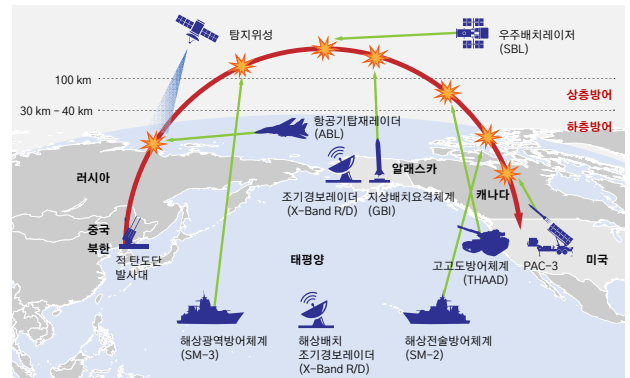 탐지위성
우주배치레이저
(SBL)
100 km
상층방어
30 km – 40 km
하층방어
항공기탑재레이더
(ABL)
러시아
알래스카
조기경보레이더
(X-Band R/D)
지상배치요격체계
(GBI)
캐나다
중국
북한
적 탄도단
발사대
태평양
고고도방어체계
(THAAD)
PAC-3
미국
해상광역방어체계
(SM-3)
해상배치
조기경보레이더
(X-Band R/D)
해상전술방어체계
(SM-2)